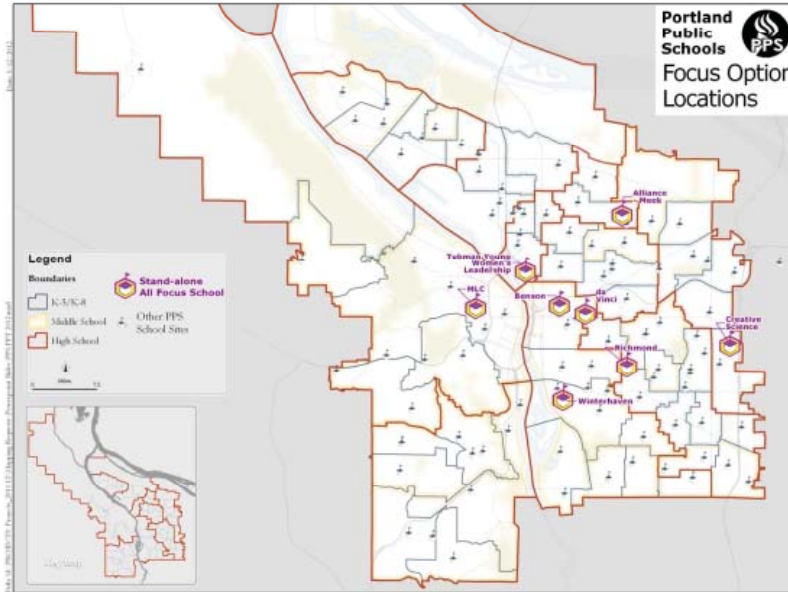 Portland
Public
Schools
PPS
Focus Option
Locations
Alliance
Meek
Tubman Young
Women's
Leadership
MLC
Benson
da
Vinci
Creative
Science
Richmond
Winterhaven
Legend
Boundaries
Stand-alone
All Focus School
K-5/K-8
Middle School
High School
Other PPS
School Sites